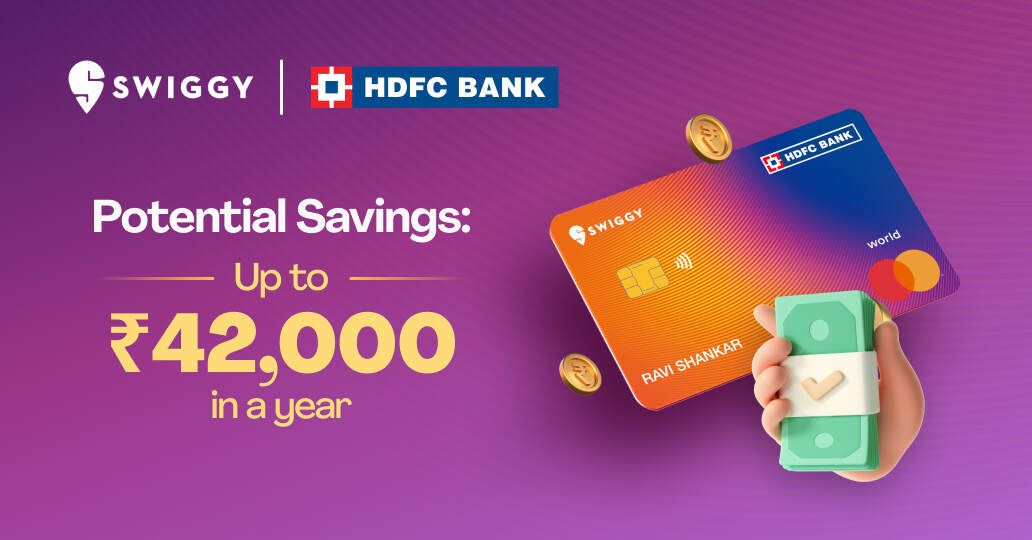 SWIGGY
HDFC BANK
Potential Savings:
Up to
₹42,000
in a year
HDFC BANK
SWIGGY
world
RAVI SHANKAR